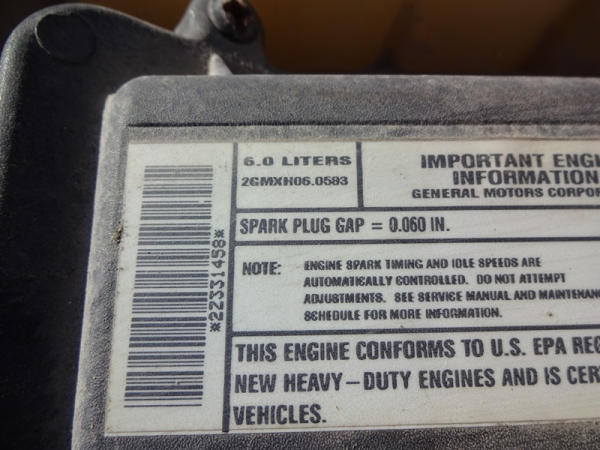 *22331458*
6.0 LITERS
2GMXH06.0583
IMPORTANT ENGI
INFORMATION
GENERAL MOTORS CORPOR
SPARK PLUG GAP = 0.060 IN.
NOTE: ENGINE SPARK TIMING AND IDLE SPEEDS ARE
AUTOMATICALLY CONTROLLED. DO NOT ATTEMPT
ADJUSTMENTS. SEE SERVICE MANUAL AND MAINTENAN
SCHEDULE FOR MORE INFORMATION.
THIS ENGINE CONFORMS TO U.S. EPA REG
NEW HEAVY-DUTY ENGINES AND IS CER
VEHICLES.